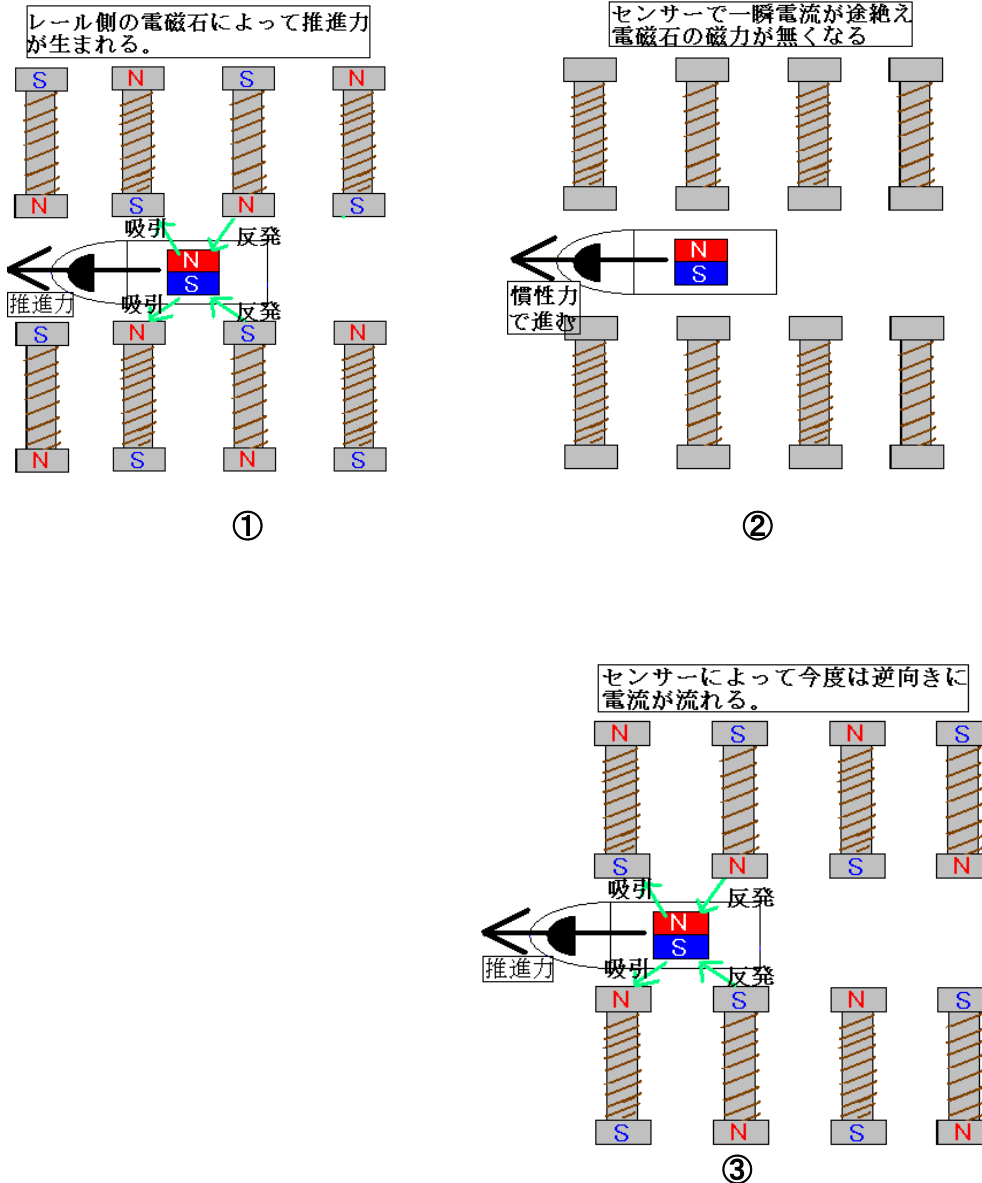 レール側の電磁石によって推進力
が生まれる。
S N S N
N S N S
吸引 反発
N
S
推進力
吸引 反発
S N S N
N S N S
①
センサーで一瞬電流が途絶え
電磁石の磁力が無くなる
N
S
慣性力
で進む
②
センサーによって今度は逆向きに
電流が流れる。
N S N S
S N S N
吸引 反発
N
S
推進力
吸引 反発
N S N S
S N S N
③